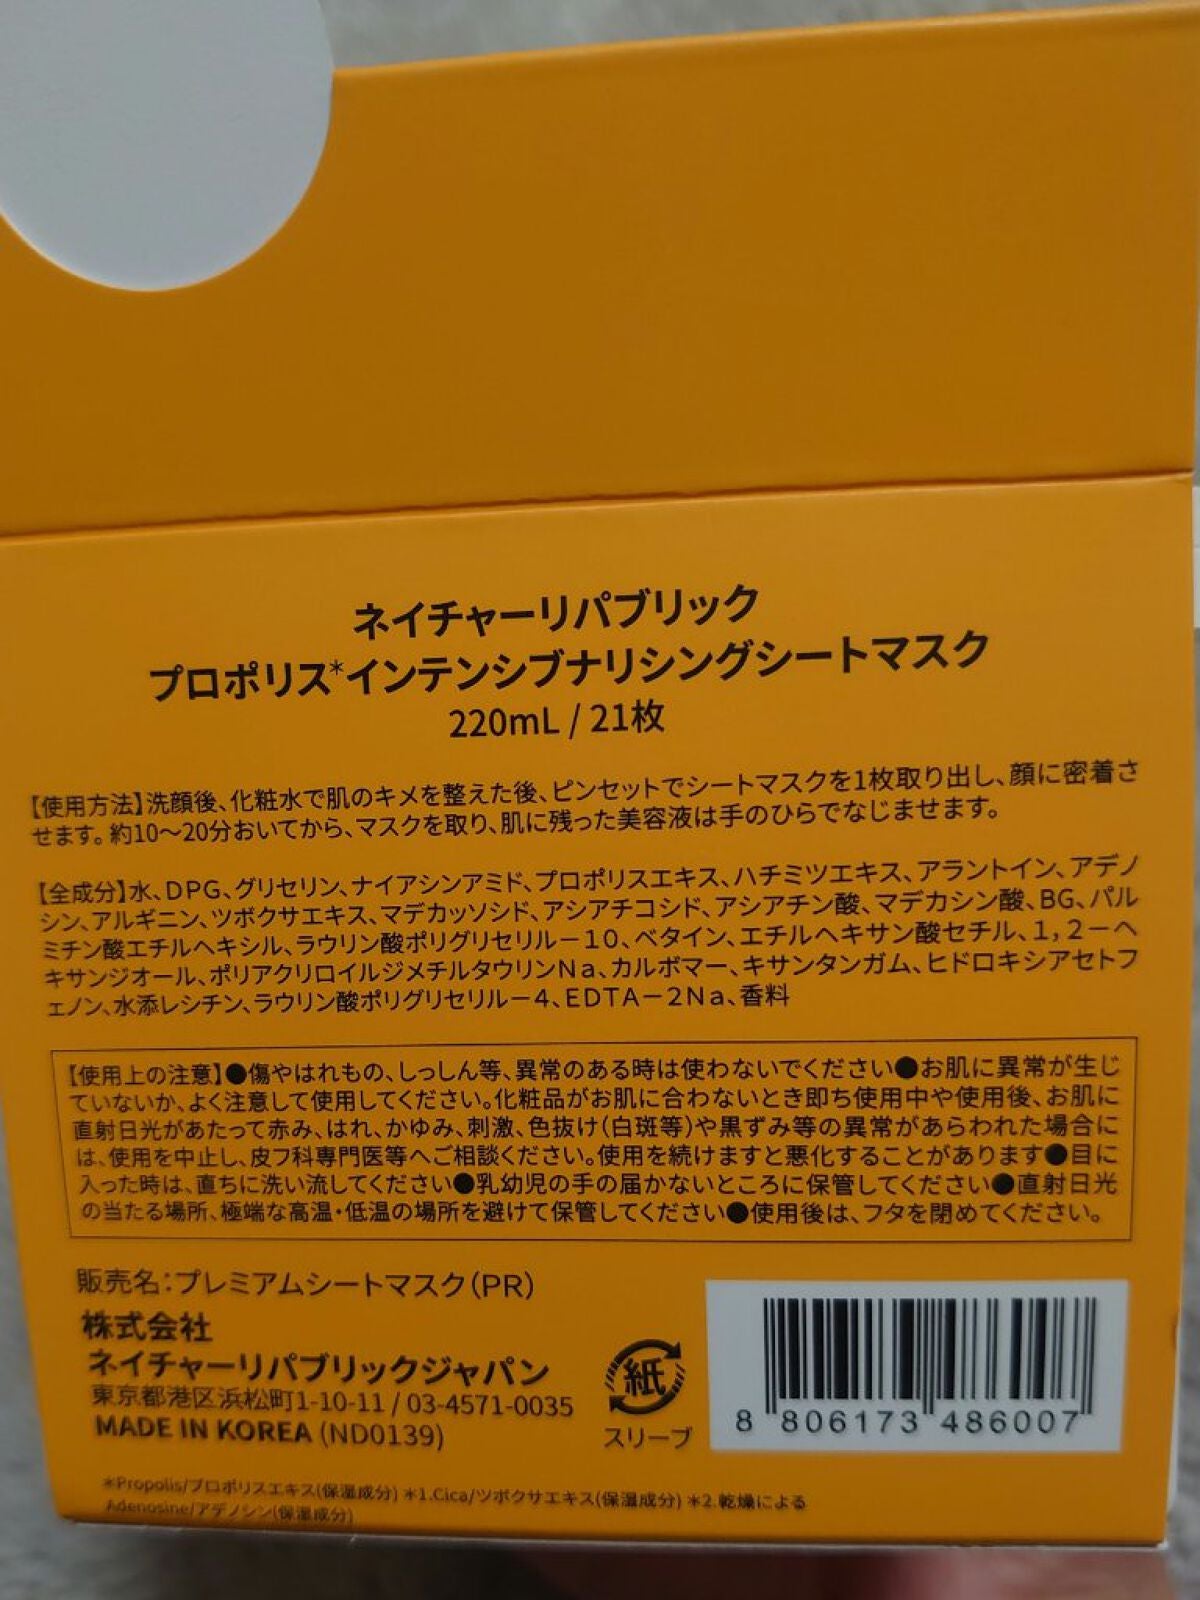 ネイチャーリパブリック
プロポリス*インテンシブナリシングシートマスク
220mL / 21枚
【使用方法】洗顔後、化粧水で肌のキメを整えた後、ピンセットでシートマスクを1枚取り出し、顔に密着さ
せます。約10〜20分おいてから、マスクを取り、肌に残った美容液は手のひらでなじませます。
【全成分】水、DPG、グリセリン、ナイアシンアミド、プロポリスエキス、ハチミツエキス、アラントイン、アデノ
シン、アルギニン、ツボクサエキス、マデカッソシド、アシアチコシド、アシアチン酸、マデカシン酸、BG、パル
ミチン酸エチルヘキシル、ラウリン酸ポリグリセリル－10、ベタイン、エチルヘキサン酸セチル、1，2－ヘ
キサンジオール、ポリアクリロイルジメチルタウリンNa、カルボマー、キサンタンガム、ヒドロキシアセトフ
ェノン、水添レシチン、ラウリン酸ポリグリセリル－4、EDTA－2Na、香料
【使用上の注意】●傷やはれもの、しっしん等、異常のある時は使わないでください●お肌に異常が生じ
ていないか、よく注意して使用してください。化粧品がお肌に合わないとき即ち使用中や使用後、お肌に
直射日光があたって赤み、はれ、かゆみ、刺激、色抜け（白斑等）や黒ずみ等の異常があらわれた場合に
は、使用を中止し、皮フ科専門医等へご相談ください。使用を続けますと悪化することがあります●目に
入った時は、直ちに洗い流してください●乳幼児の手の届かないところに保管してください●直射日光
の当たる場所、極端な高温・低温の場所を避けて保管してください●使用後は、フタを閉めてください。
販売名：プレミアムシートマスク（PR）
株式会社
ネイチャーリパブリックジャパン
東京都港区浜松町1-10-11 / 03-4571-0035
MADE IN KOREA (ND0139)
紙
スリーブ
8 806173 486007
*Propolis/プロポリスエキス(保湿成分) *1.Cica/ツボクサエキス(保湿成分) *2.乾燥による
Adenosine/アデノシン(保湿成分)